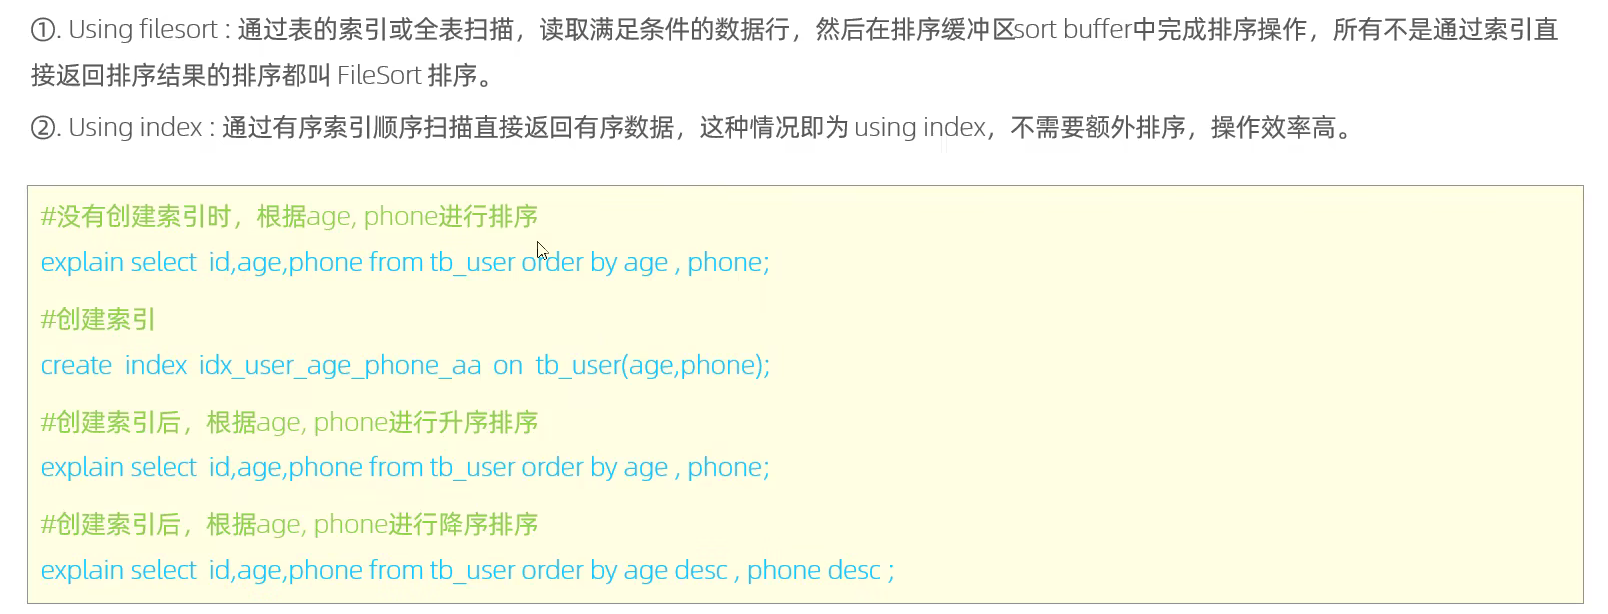 ①. Using filesort : 通过表的索引或全表扫描，读取满足条件的数据行，然后在排序缓冲区sort buffer中完成排序操作，所有不是通过索引直
接返回排序结果的排序都叫 FileSort 排序。
②. Using index : 通过有序索引顺序扫描直接返回有序数据，这种情况即为 using index，不需要额外排序，操作效率高。
#没有创建索引时，根据age, phone进行排序
explain select  id,age,phone from tb_user order by age , phone;
#创建索引
create  index  idx_user_age_phone_aa  on  tb_user(age,phone);
#创建索引后，根据age, phone进行升序排序
explain select  id,age,phone from tb_user order by age , phone;
#创建索引后，根据age, phone进行降序排序
explain select  id,age,phone from tb_user order by age desc , phone desc ;